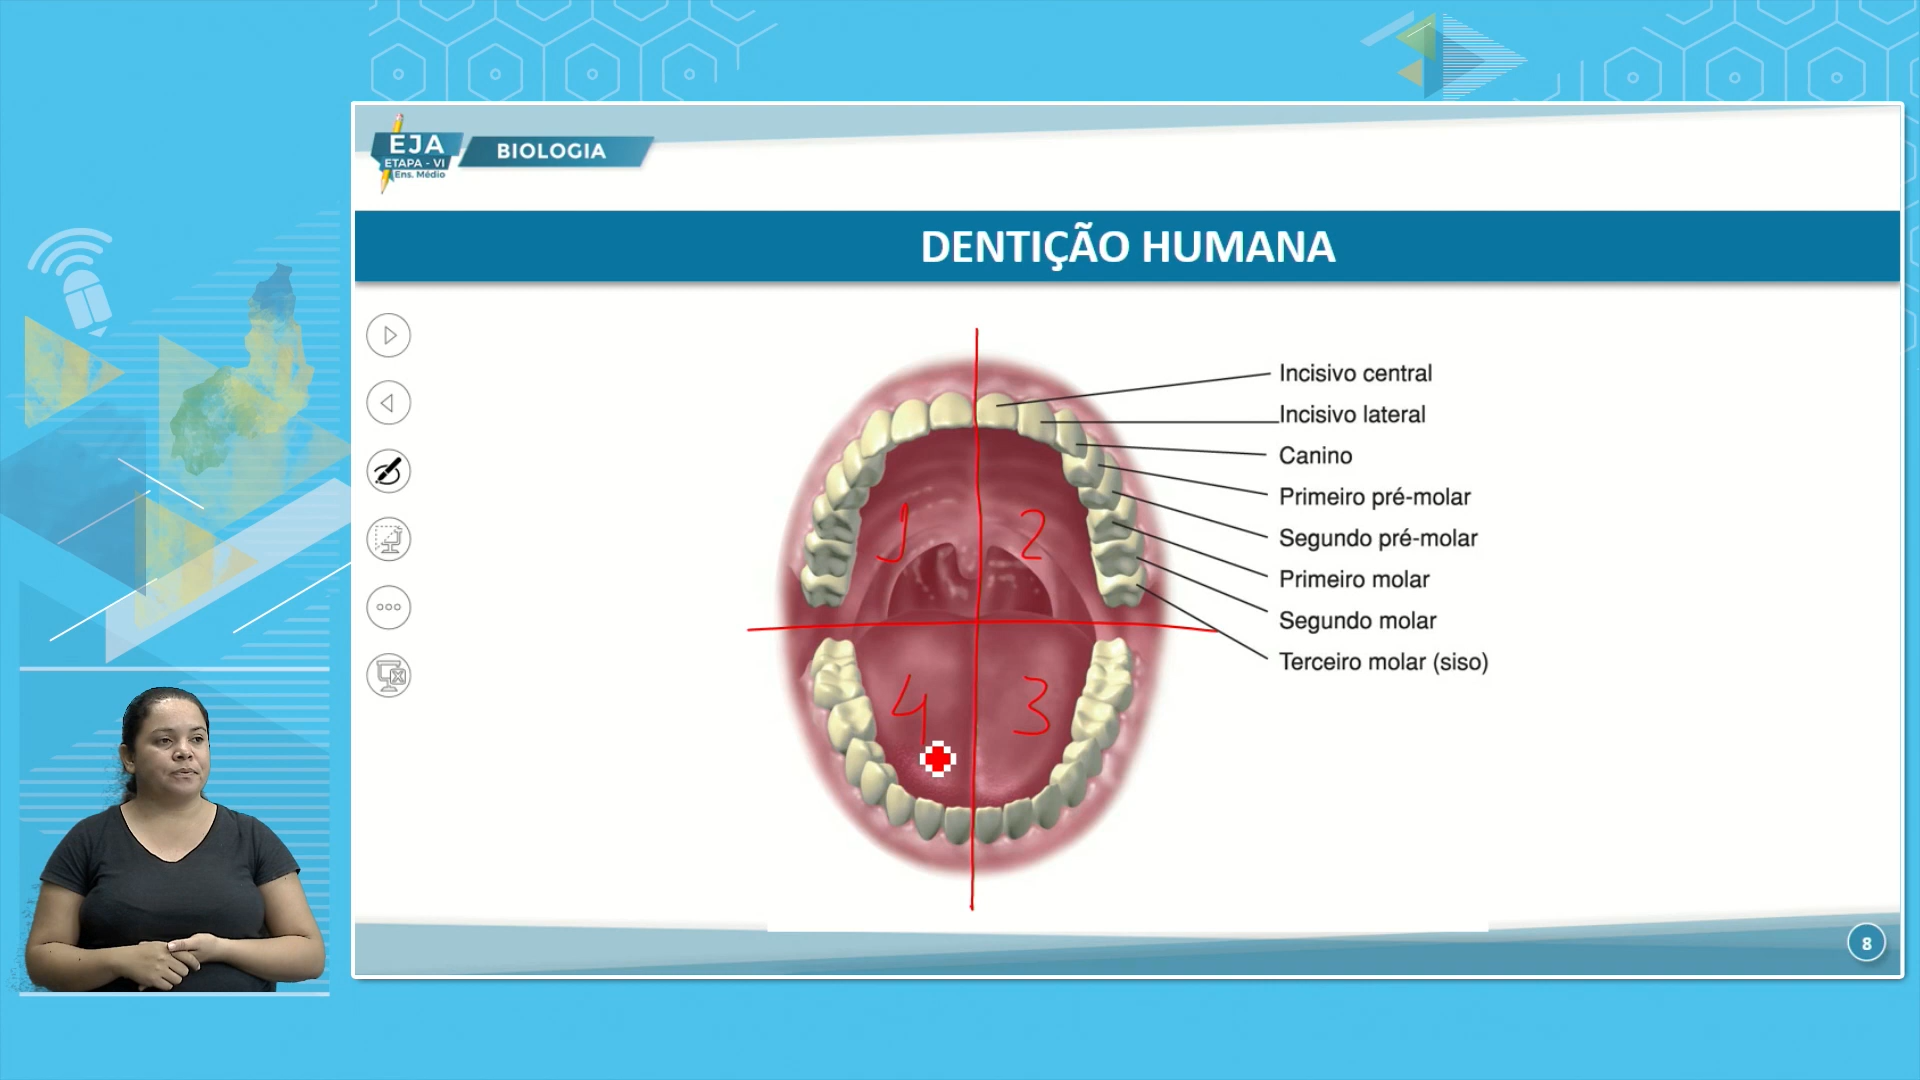 EJA
ETAPA - VI
Ens. Médio
BIOLOGIA
DENTIÇÃO HUMANA
Incisivo central
Incisivo lateral
Canino
Primeiro pré-molar
Segundo pré-molar
Primeiro molar
Segundo molar
Terceiro molar (siso)
1 2
4 3
8